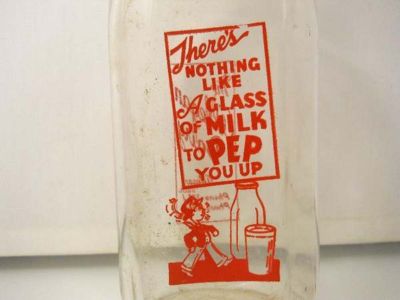 There's
NOTHING
LIKE
A GLASS
OF MILK
TO PEP
YOU UP